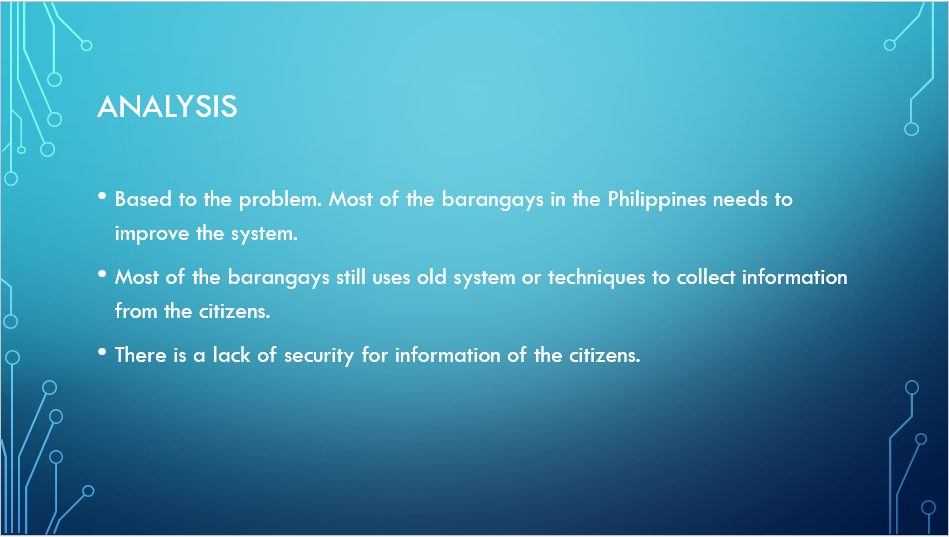 ANALYSIS
• Based to the problem. Most of the barangays in the Philippines needs to
improve the system.
• Most of the barangays still uses old system or techniques to collect information
from the citizens.
• There is a lack of security for information of the citizens.